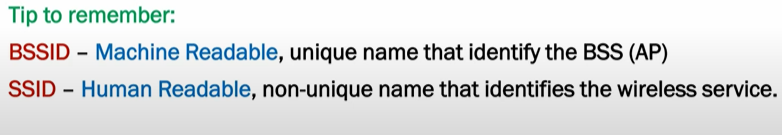 Tip to remember:
BSSID – Machine Readable, unique name that identify the BSS (AP)
SSID – Human Readable, non-unique name that identifies the wireless service.